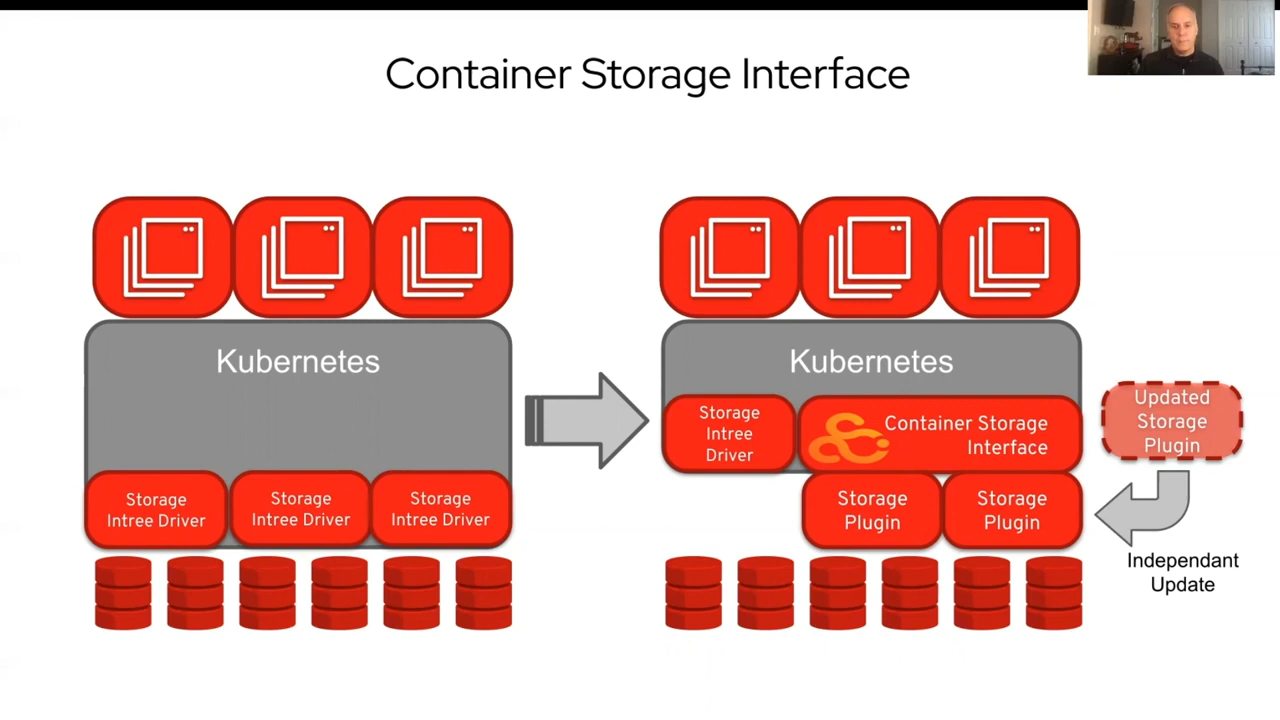 Container Storage Interface
Kubernetes
Storage
Intree Driver
Storage
Intree Driver
Storage
Intree Driver
Kubernetes
Storage
Intree
Driver
Container Storage
Interface
Storage
Plugin
Storage
Plugin
Updated
Storage
Plugin
Independant
Update